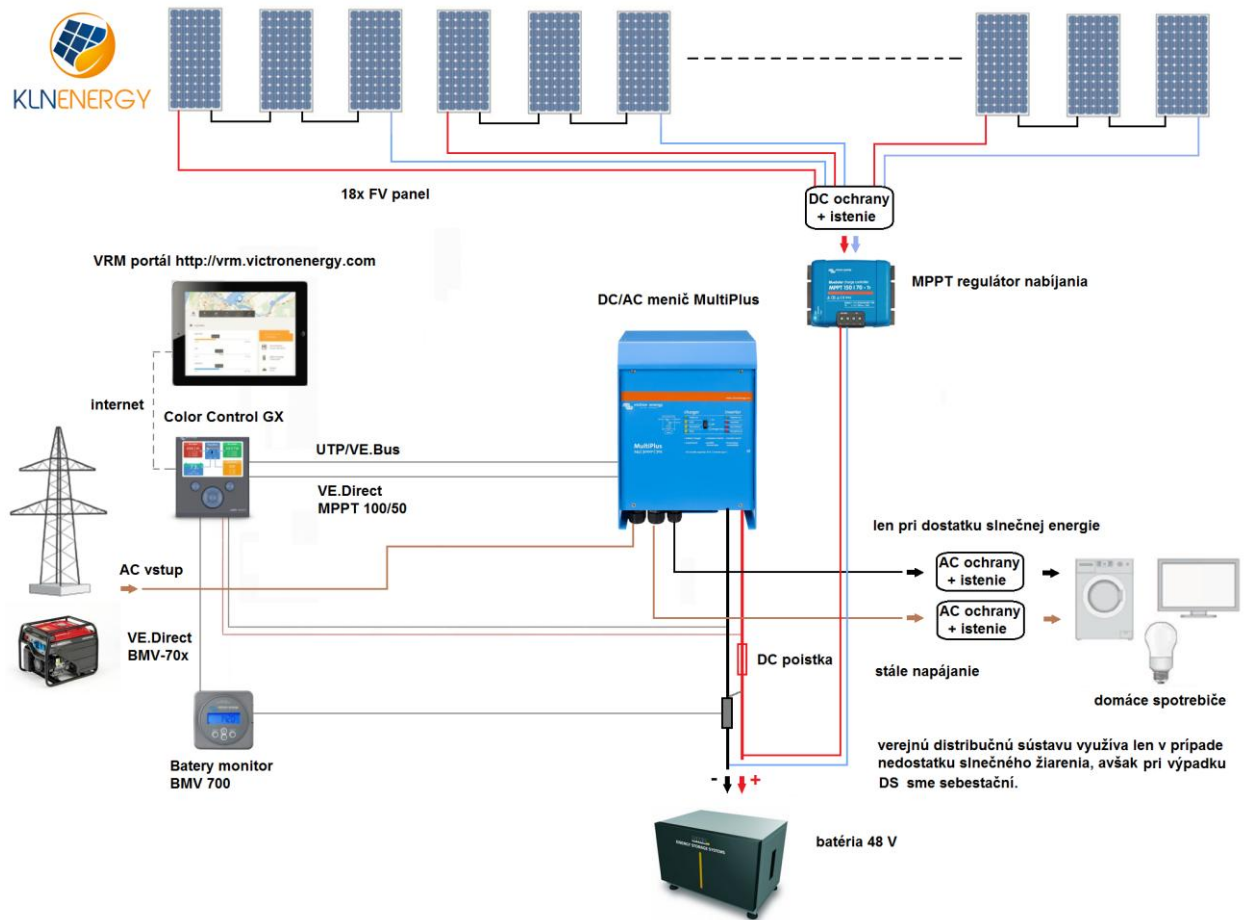 KLNENERGY
18x FV panel
DC ochrany
+ istenie
VRM portál http://vrm.victronenergy.com
DC/AC menič MultiPlus
MPPT regulátor nabíjania
internet
Color Control GX
UTP/VE.Bus
VE.Direct
MPPT 100/50
MultiPlus
len pri dostatku slnečnej energie
AC vstup
AC ochrany
+ istenie
AC ochrany
+ istenie
VE.Direct
BMV-70x
DC poistka
stále napájanie
domáce spotrebiče
Batery monitor
BMV 700
verejnú distribučnú sústavu využíva len v prípade
nedostatku slnečného žiarenia, avšak pri výpadku
DS sme sebestační.
- +
batéria 48 V